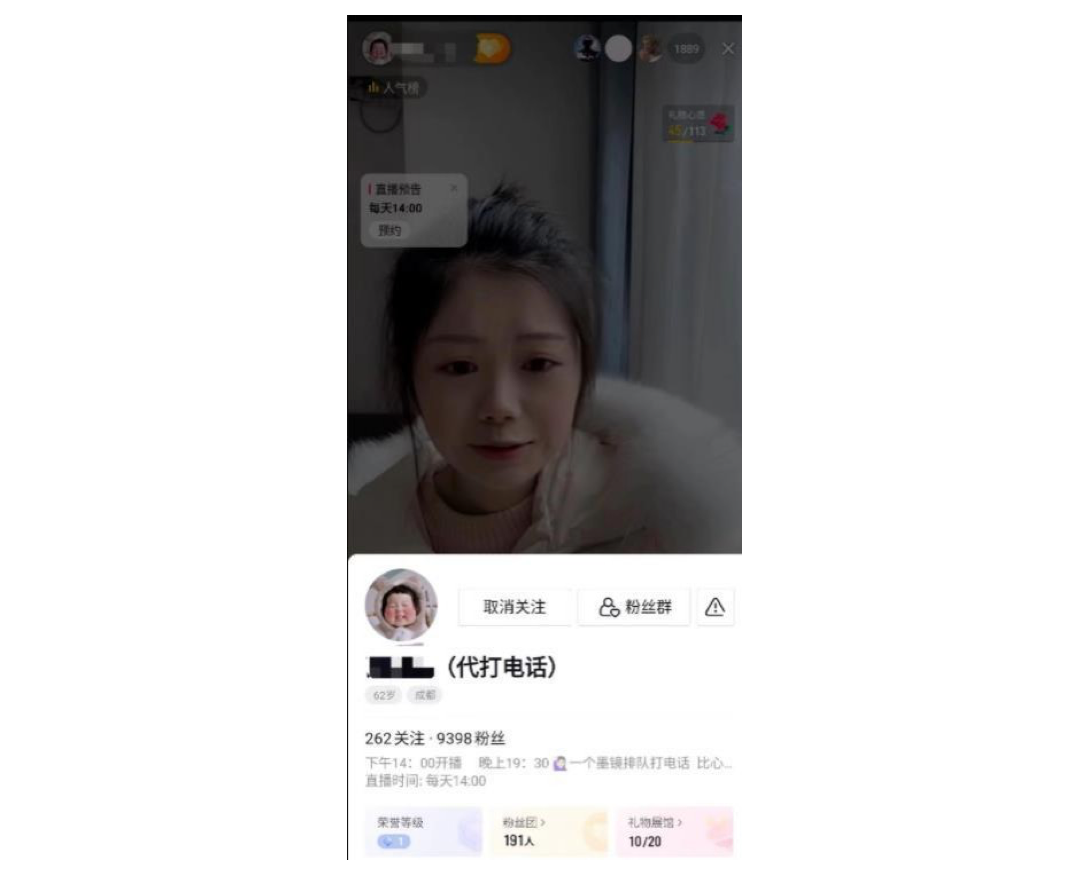 1889
人气榜
礼物心愿
45/113
直播预告
每天14:00
预约
取消关注
粉丝群
(代打电话)
62岁
成都
262关注 · 9398粉丝
下午14：00开播 晚上19：30 一个墨镜排队打电话 比心...
直播时间: 每天14:00
荣誉等级
1
粉丝团 >
191人
礼物展馆 >
10/20